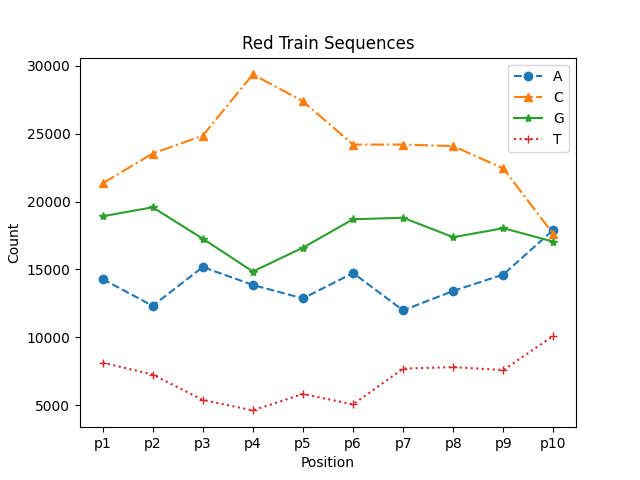 Red Train Sequences
30000
25000
20000
15000
10000
5000
Count
A
C
G
T
p1 p2 p3 p4 p5 p6 p7 p8 p9 p10
Position